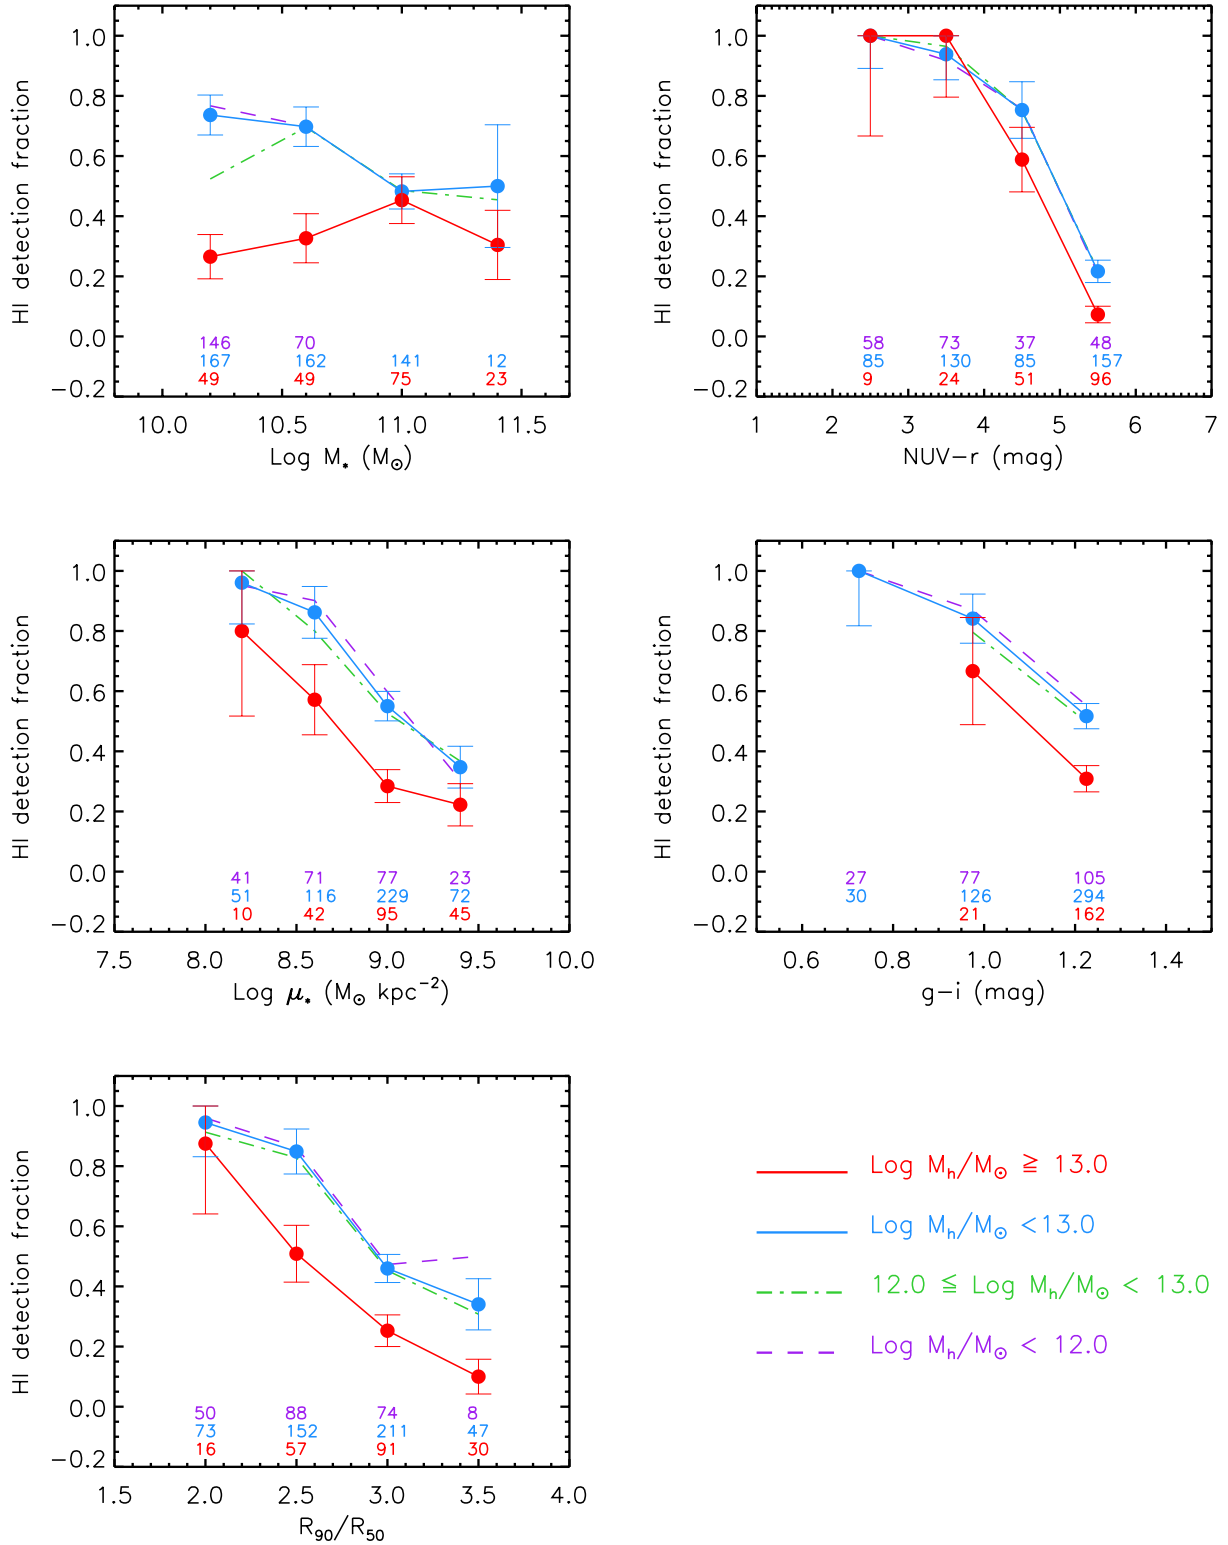 HI detection fraction
1.0
0.8
0.6
0.4
0.2
0.0
−0.2
146 70
167 162 141 12
49 49 75 23
10.0 10.5 11.0 11.5
Log M* (M☉)
HI detection fraction
1.0
0.8
0.6
0.4
0.2
0.0
−0.2
58 73 37 48
85 130 85 157
9 24 51 96
1 2 3 4 5 6 7
NUV−r (mag)
HI detection fraction
1.0
0.8
0.6
0.4
0.2
0.0
−0.2
41 71 77 23
51 116 229 72
10 42 95 45
7.5 8.0 8.5 9.0 9.5 10.0
Log μ* (M☉ kpc⁻²)
HI detection fraction
1.0
0.8
0.6
0.4
0.2
0.0
−0.2
27 77 105
30 126 294
21 162
0.6 0.8 1.0 1.2 1.4
g−i (mag)
HI detection fraction
1.0
0.8
0.6
0.4
0.2
0.0
−0.2
50 88 74 8
73 152 211 47
16 57 91 30
1.5 2.0 2.5 3.0 3.5 4.0
R₉₀/R₅₀
Log Mₕ/M☉ ≧ 13.0
Log Mₕ/M☉ <13.0
12.0 ≦ Log Mₕ/M☉ < 13.0
Log Mₕ/M☉ < 12.0